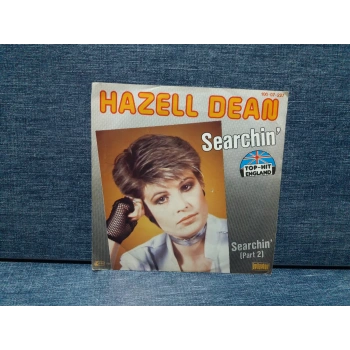 HAZELL DEAN
Searchin'
TOP-HIT
ENGLAND
Searchin'
(Part 2)